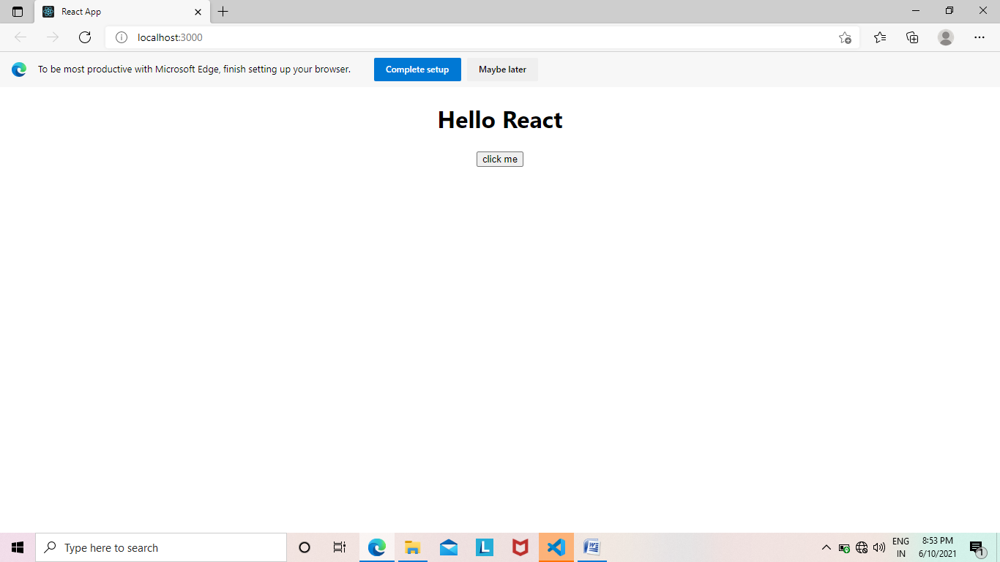 React App
localhost:3000
To be most productive with Microsoft Edge, finish setting up your browser.
Complete setup
Maybe later
Hello React
click me
Type here to search
L
W
ENG
IN
8:53 PM
6/10/2021
1